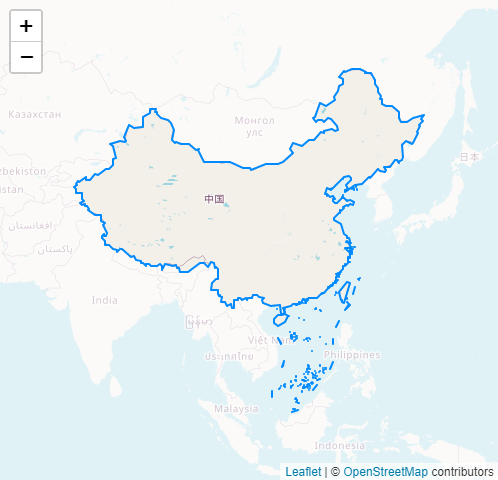 +
−
Казахстан
Монгол
улс
日本
zbekistan
istan
中国
افغانستان
پاکستان
India
မြန်မာ
Việt Nam
ประเทศไทย
Philippines
Malaysia
Indonesia
Leaflet | © OpenStreetMap contributors